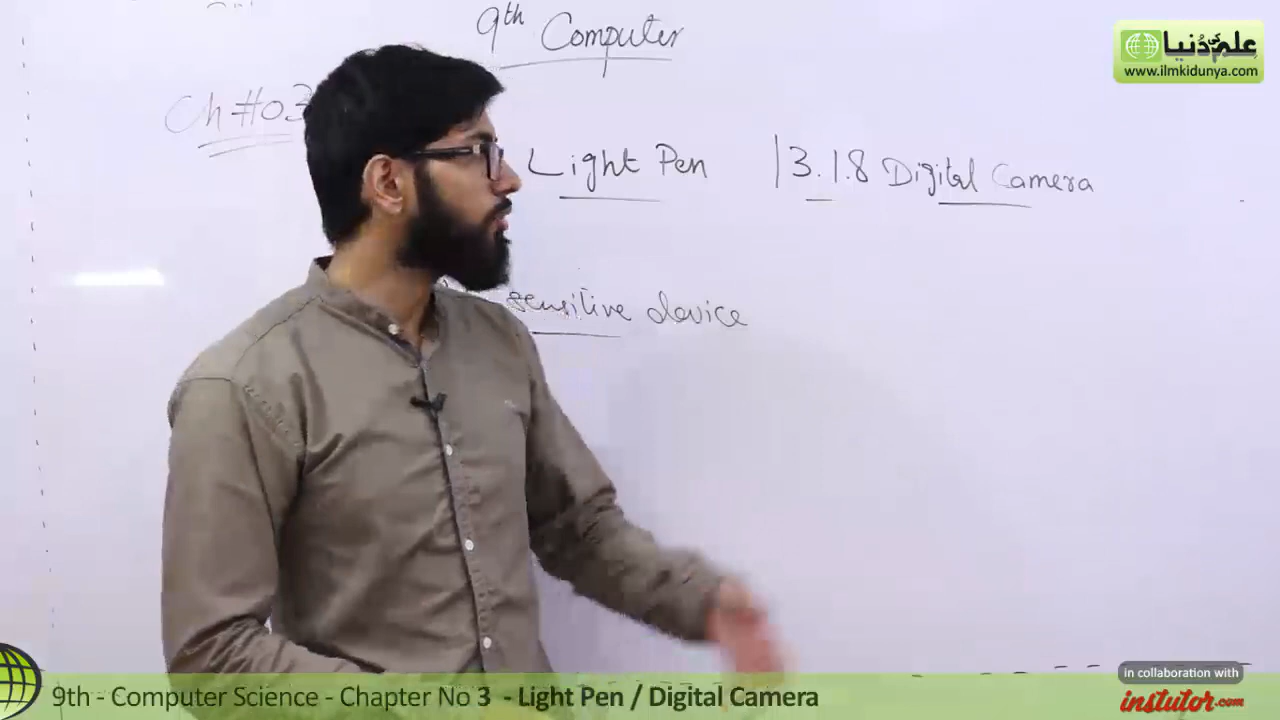 9th Computer
علم کی دُنیا
www.ilmkidunya.com
Ch #03
Light Pen | 3.1.8 Digital Camera
sensitive device
in collaboration with
instutor.com
9th - Computer Science - Chapter No 3 - Light Pen / Digital Camera